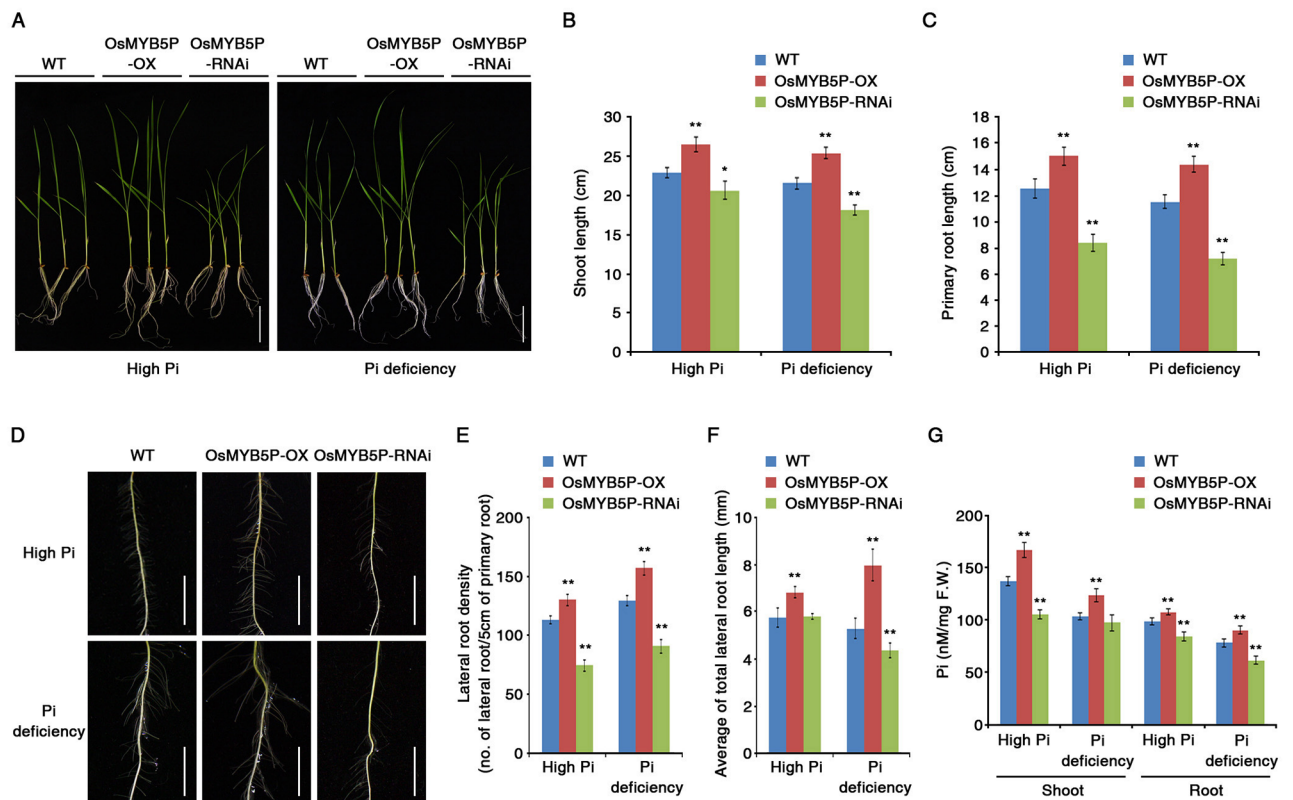 A
OsMYB5P OsMYB5P OsMYB5P OsMYB5P
WT -OX -RNAi WT -OX -RNAi
High Pi Pi deficiency
B
WT
OsMYB5P-OX
OsMYB5P-RNAi
Shoot length (cm)
30
25
20
15
10
5
0
** * ** **
High Pi Pi deficiency
C
WT
OsMYB5P-OX
OsMYB5P-RNAi
Primary root length (cm)
18
16
14
12
10
8
6
4
2
0
** ** ** **
High Pi Pi deficiency
D
WT OsMYB5P-OX OsMYB5P-RNAi
High Pi
Pi
deficiency
E
WT
OsMYB5P-OX
OsMYB5P-RNAi
Lateral root density
(no. of lateral root/5cm of primary root)
200
150
100
50
0
** ** ** **
High Pi Pi
deficiency
F
WT
OsMYB5P-OX
OsMYB5P-RNAi
Average of total lateral root length (mm)
10
8
6
4
2
0
** ** **
High Pi Pi
deficiency
G
WT
OsMYB5P-OX
OsMYB5P-RNAi
Pi (nM/mg F.W.)
200
150
100
50
0
** ** ** ** ** ** **
High Pi Pi High Pi Pi
deficiency deficiency
Shoot Root